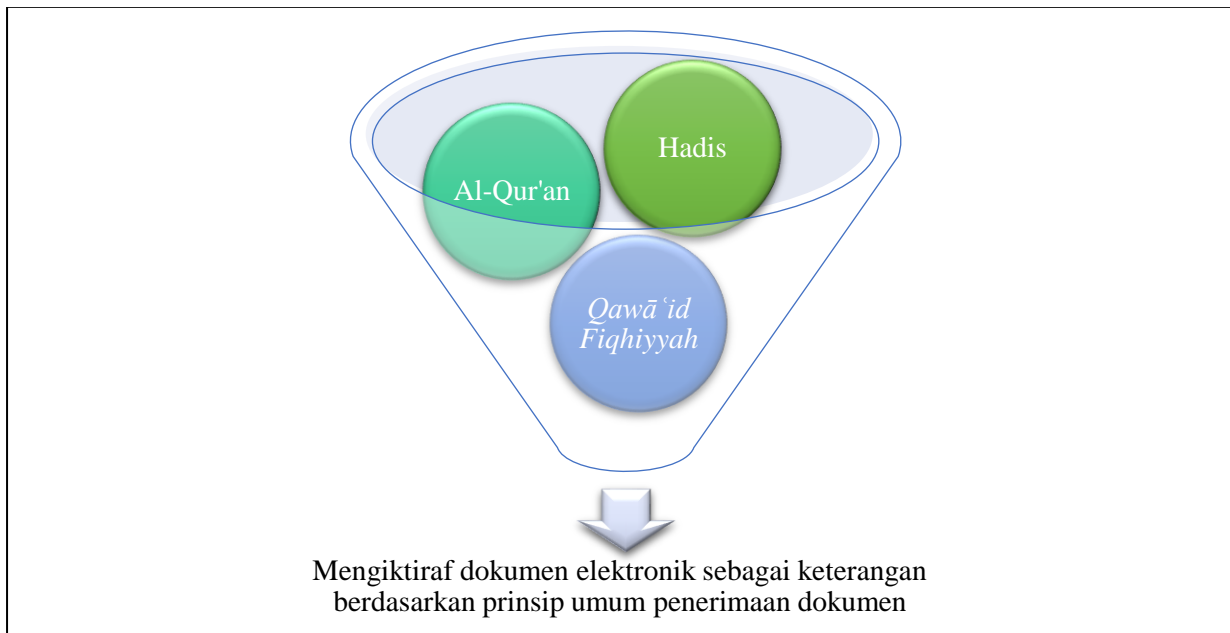 Hadis
Al-Qur'an
Qawāʿid
Fiqhiyyah
Mengiktiraf dokumen elektronik sebagai keterangan
berdasarkan prinsip umum penerimaan dokumen